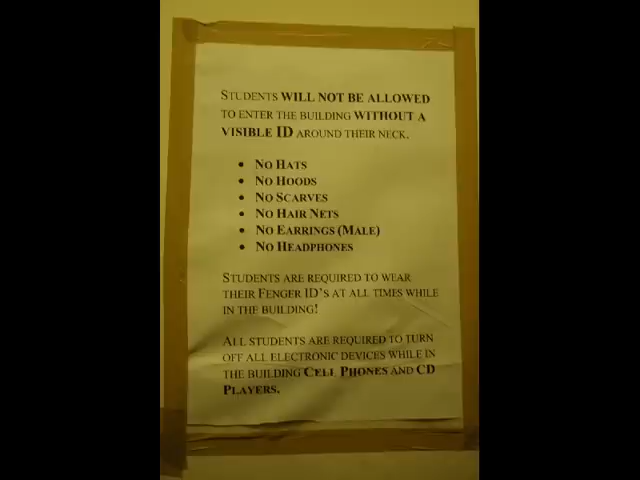 STUDENTS WILL NOT BE ALLOWED
TO ENTER THE BUILDING WITHOUT A
VISIBLE ID AROUND THEIR NECK.
• NO HATS
• NO HOODS
• NO SCARVES
• NO HAIR NETS
• NO EARRINGS (MALE)
• NO HEADPHONES
STUDENTS ARE REQUIRED TO WEAR
THEIR FENGER ID'S AT ALL TIMES WHILE
IN THE BUILDING!
ALL STUDENTS ARE REQUIRED TO TURN
OFF ALL ELECTRONIC DEVICES WHILE IN
THE BUILDING CELL PHONES AND CD
PLAYERS.